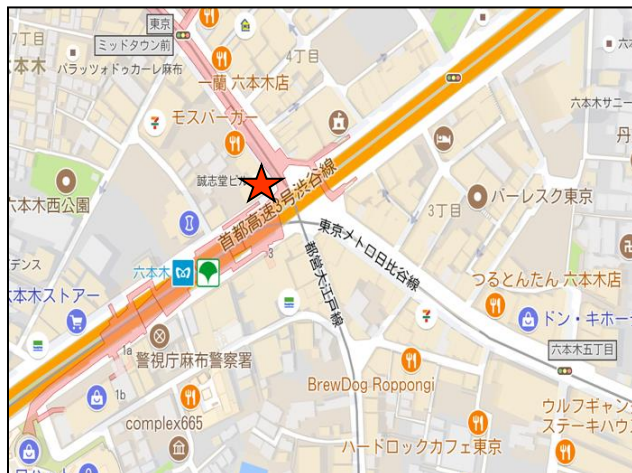 東京
ミッドタウン前
7丁目
六本木
パラッツォドゥカーレ麻布
一蘭 六本木店
4丁目
モスバーガー
誠志堂ビ
首都高速3号渋谷線
六本木サニー
六本木西公園
バーレスク東京
3丁目
東京メトロ日比谷線
都営大江戸線
六本木
3
つるとんたん 六本木店
デンス
六本木ストアー
ドン・キホーテ
1a
警視庁麻布警察署
六本木五丁目
1b
BrewDog Roppongi
complex665
ハードロックカフェ東京
ウルフギャング
ステーキハウス